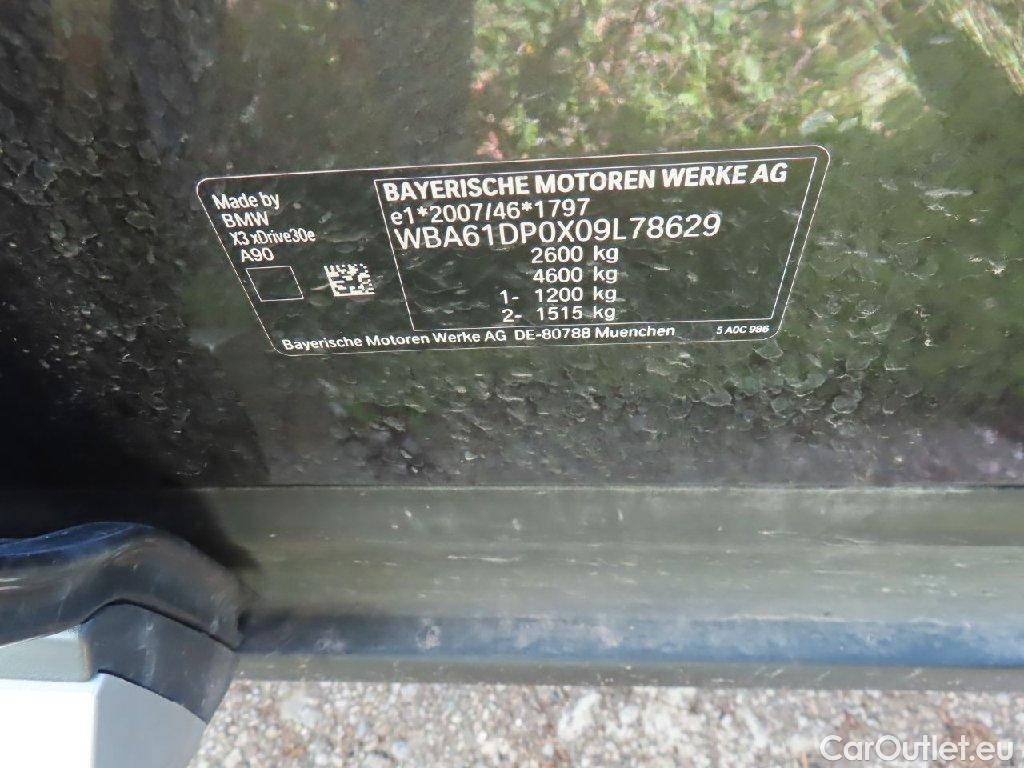 Made by
BMW
X3 xDrive30e
A90
BAYERISCHE MOTOREN WERKE AG
e1*2007/46*1797
WBA61DP0X09L78629
2600 kg
4600 kg
1- 1200 kg
2- 1515 kg
Bayerische Motoren Werke AG DE-80788 Muenchen
5 A0C 986
CarOutlet.eu